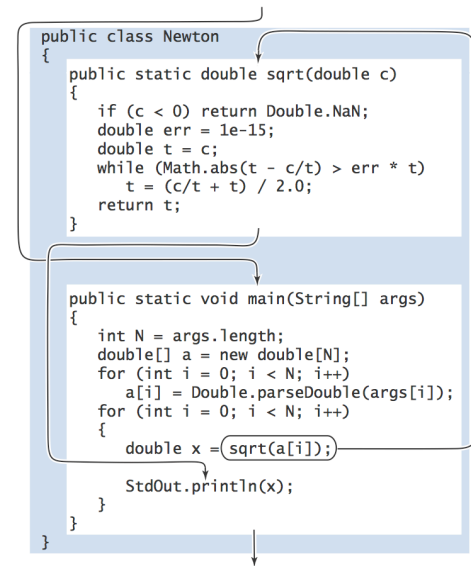 public class Newton
{
public static double sqrt(double c)
{
if (c < 0) return Double.NaN;
double err = 1e-15;
double t = c;
while (Math.abs(t - c/t) > err * t)
t = (c/t + t) / 2.0;
return t;
}
public static void main(String[] args)
{
int N = args.length;
double[] a = new double[N];
for (int i = 0; i < N; i++)
a[i] = Double.parseDouble(args[i]);
for (int i = 0; i < N; i++)
{
double x = sqrt(a[i]);
StdOut.println(x);
}
}
}